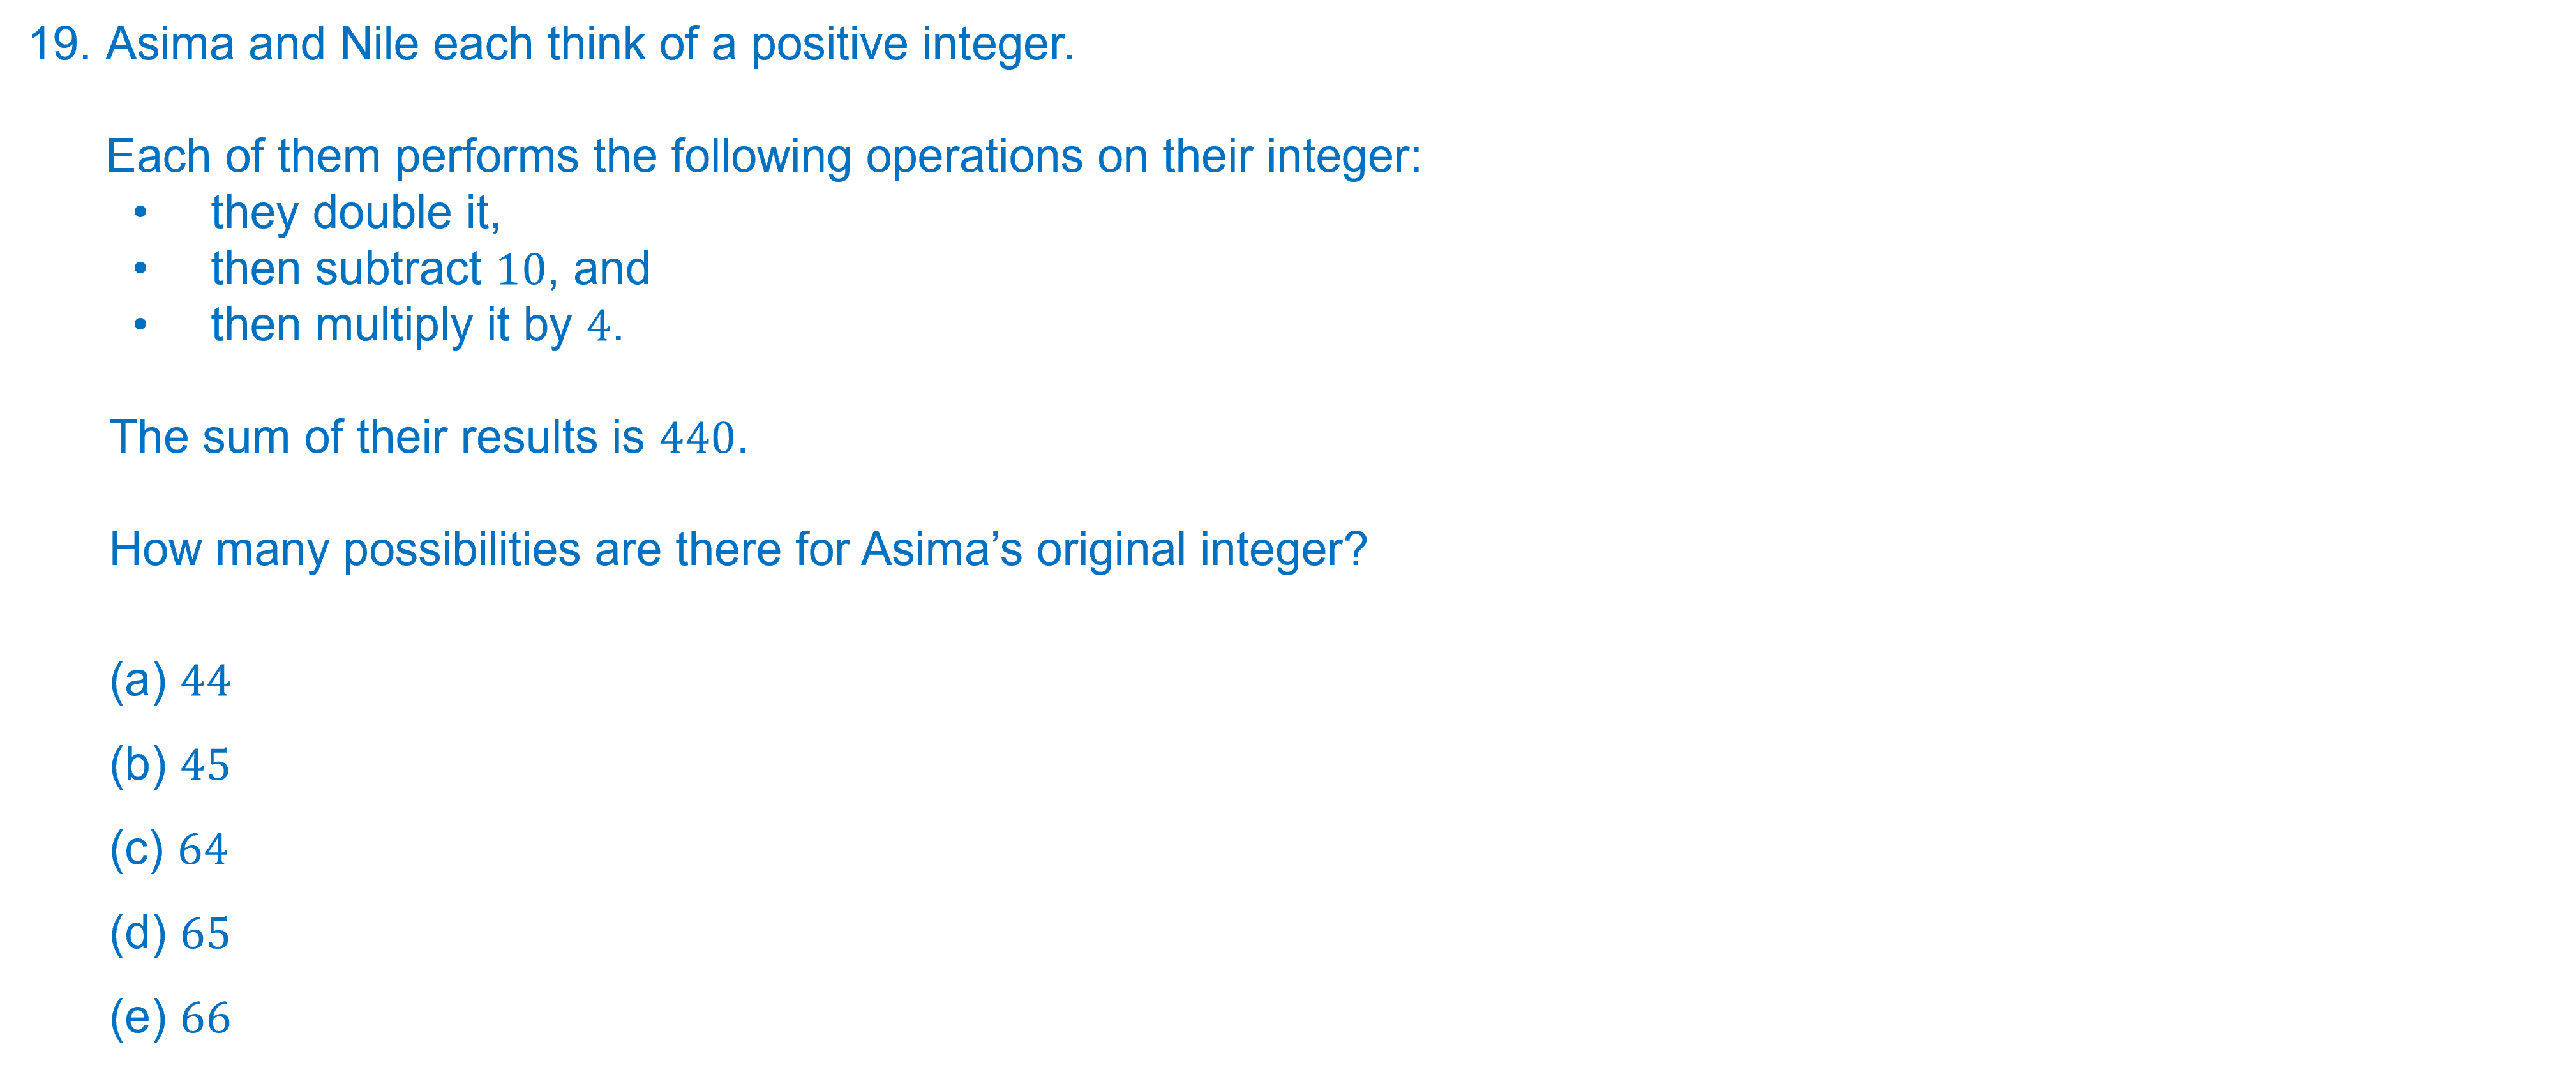 19. Asima and Nile each think of a positive integer.
Each of them performs the following operations on their integer:
• they double it,
• then subtract 10, and
• then multiply it by 4.
The sum of their results is 440.
How many possibilities are there for Asima’s original integer?
(a) 44
(b) 45
(c) 64
(d) 65
(e) 66